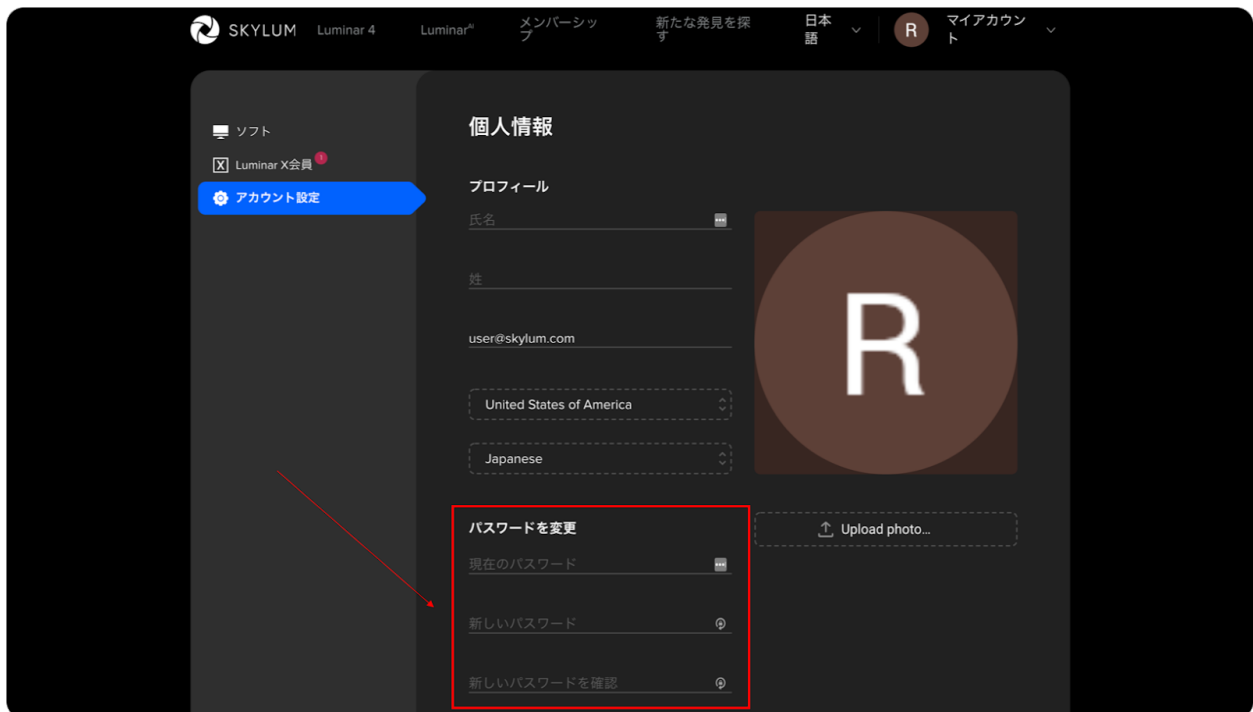 SKYLUM
Luminar 4
Luminar AI
メンバーシッ
プ
新たな発見を探
す
日本
語
R
マイアカウン
ト
ソフト
X Luminar X会員 !
アカウント設定
個人情報
プロフィール
氏名
姓
user@skylum.com
United States of America
Japanese
R
Upload photo...
パスワードを変更
現在のパスワード
新しいパスワード
新しいパスワードを確認